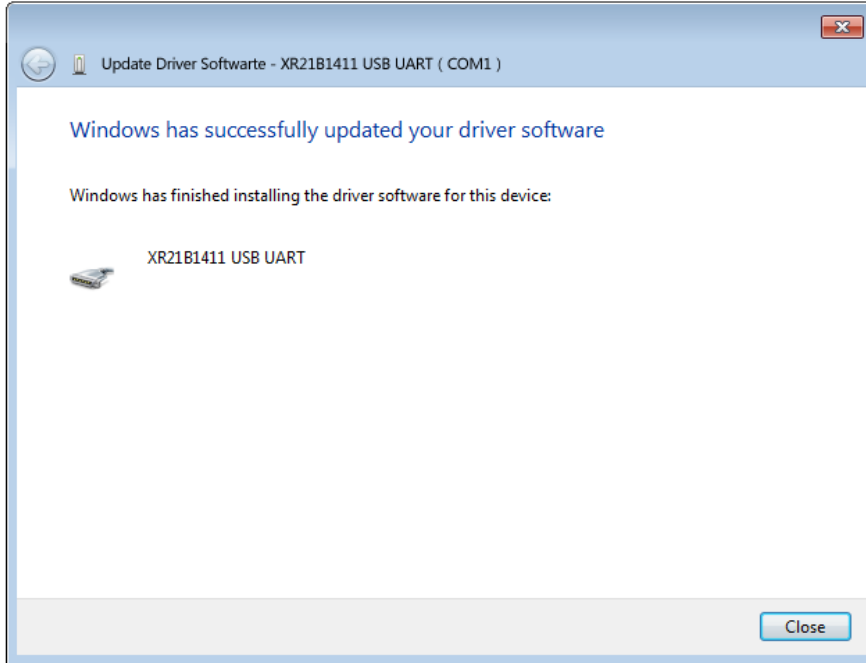 Update Driver Softwarte - XR21B1411 USB UART ( COM1 )
Windows has successfully updated your driver software
Windows has finished installing the driver software for this device:
XR21B1411 USB UART
Close